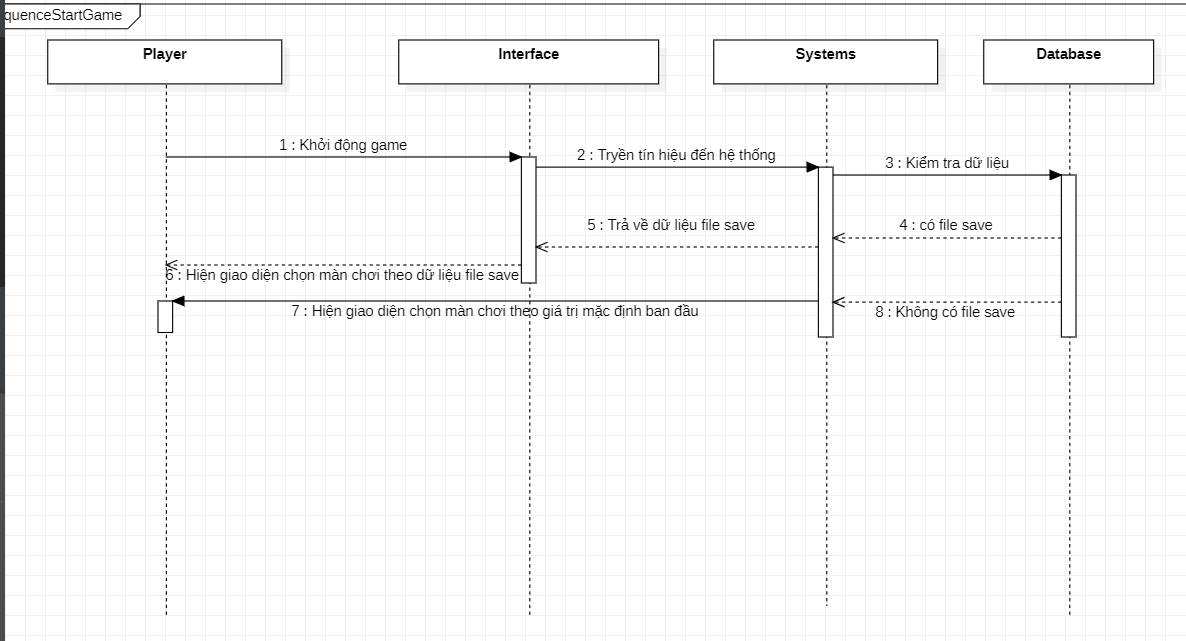 quenceStartGame
Player
Interface
Systems
Database
1 : Khởi động game
2 : Tryền tín hiệu đến hệ thống
3 : Kiểm tra dữ liệu
5 : Trả về dữ liệu file save
4 : có file save
6 : Hiện giao diện chọn màn chơi theo dữ liệu file save
7 : Hiện giao diện chọn màn chơi theo giá trị mặc định ban đầu
8 : Không có file save